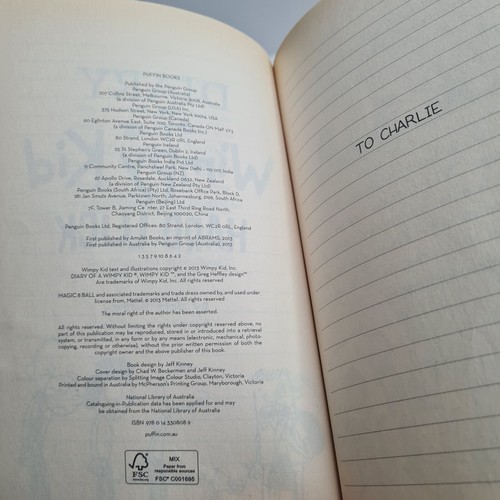 PUFFIN BOOKS
Published by the Penguin Group
Penguin Group (Australia)
707 Collins Street, Melbourne, Victoria 3008, Australia
(a division of Penguin Australia Pty Ltd)
Penguin Group (USA) Inc.
375 Hudson Street, New York, New York 10014, USA
Penguin Group (Canada)
90 Eglinton Avenue East, Suite 700, Toronto, Canada ON M4P 2Y3
(a division of Penguin Canada Books Inc.)
Penguin Books Ltd
80 Strand, London WC2R 0RL England
Penguin Ireland
25 St Stephen's Green, Dublin 2, Ireland
(a division of Penguin Books Ltd)
Penguin Books India Pvt Ltd
11 Community Centre, Panchsheel Park, New Delhi – 110 017, India
Penguin Group (NZ)
67 Apollo Drive, Rosedale, Auckland 0632, New Zealand
(a division of Penguin New Zealand Pty Ltd)
Penguin Books (South Africa) (Pty) Ltd, Rosebank Office Park, Block D,
181 Jan Smuts Avenue, Parktown North, Johannesburg, 2196, South Africa
Penguin (Beijing) Ltd
7F, Tower B, Jiaming Center, 27 East Third Ring Road North,
Chaoyang District, Beijing 100020, China
Penguin Books Ltd, Registered Offices: 80 Strand, London, WC2R 0RL, England
First published by Amulet Books, an imprint of ABRAMS, 2013
First published in Australia by Penguin Group (Australia), 2013
1 3 5 7 9 10 8 6 4 2
Wimpy Kid text and illustrations copyright © 2013 Wimpy Kid, Inc.
DIARY OF A WIMPY KID ®, WIMPY KID ™, and the Greg Heffley design™
Are trademarks of Wimpy Kid, Inc. All rights reserved
MAGIC 8 BALL and associated trademarks and trade dress owned by, and used under
license from, Mattel. © 2013 Mattel. All rights reserved
The moral right of the author has been asserted.
All rights reserved. Without limiting the rights under copyright reserved above, no
part of this publication may be reproduced, stored in or introduced into a retrieval
system, or transmitted, in any form or by any means (electronic, mechanical, photo-
copying, recording or otherwise), without the prior written permission of both the
copyright owner and the above publisher of this book.
Book design by Jeff Kinney
Cover design by Chad W. Beckerman and Jeff Kinney
Colour separation by Splitting Image Colour Studio, Clayton, Victoria
Printed and bound in Australia by McPherson's Printing Group, Maryborough, Victoria
National Library of Australia
Cataloguing-in-Publication data has been applied for and may
be obtained from the National Library of Australia
ISBN 978 0 14 330808 9
puffin.com.au
FSC
www.fsc.org
MIX
Paper from
responsible sources
FSC® C001695
TO CHARLIE